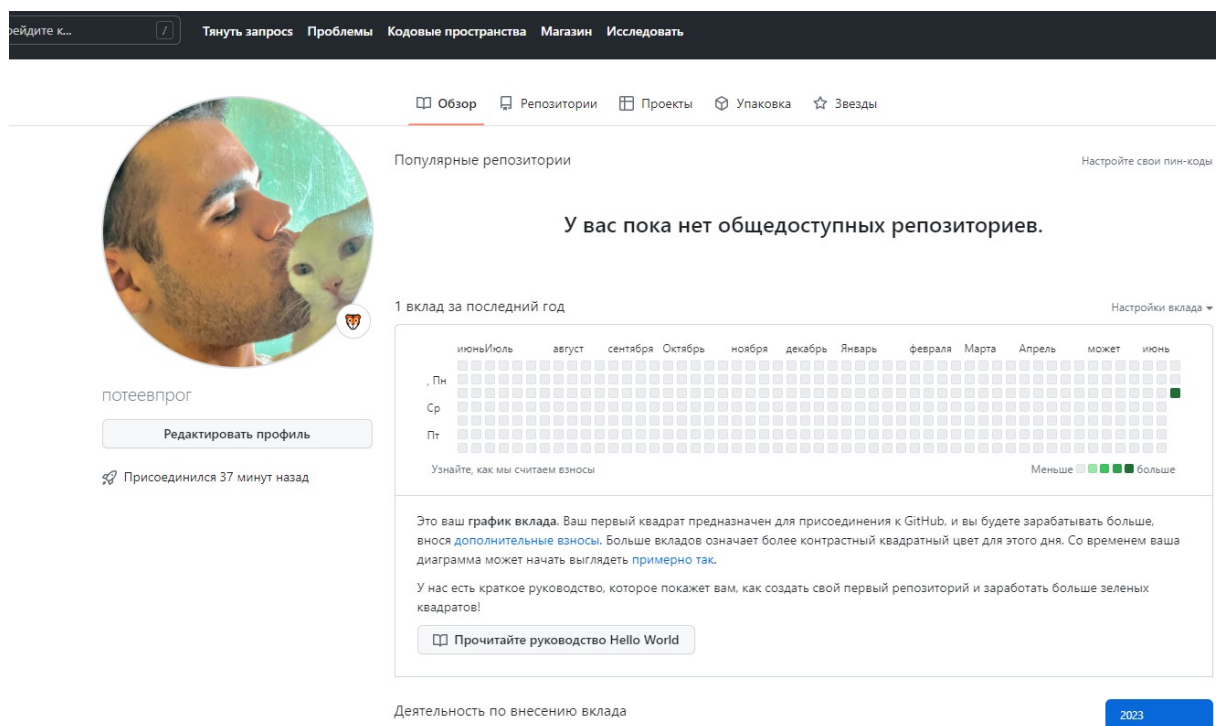 рейдите к... /
Тянуть запросs Проблемы Кодовые пространства Магазин Исследовать
Обзор Репозитории Проекты Упаковка Звезды
Популярные репозитории
Настройте свои пин-коды
У вас пока нет общедоступных репозиториев.
1 вклад за последний год
Настройки вклада
июньИюль август сентября Октябрь ноября декабрь Январь февраля Марта Апрель может июнь
, Пн
Ср
Пт
Узнайте, как мы считаем взносы
Меньше больше
потеевпрог
Редактировать профиль
Присоединился 37 минут назад
Это ваш график вклада. Ваш первый квадрат предназначен для присоединения к GitHub, и вы будете зарабатывать больше,
внося дополнительные взносы. Больше вкладов означает более контрастный квадратный цвет для этого дня. Со временем ваша
диаграмма может начать выглядеть примерно так.
У нас есть краткое руководство, которое покажет вам, как создать свой первый репозиторий и заработать больше зеленых
квадратов!
Прочитайте руководство Hello World
Деятельность по внесению вклада
2023